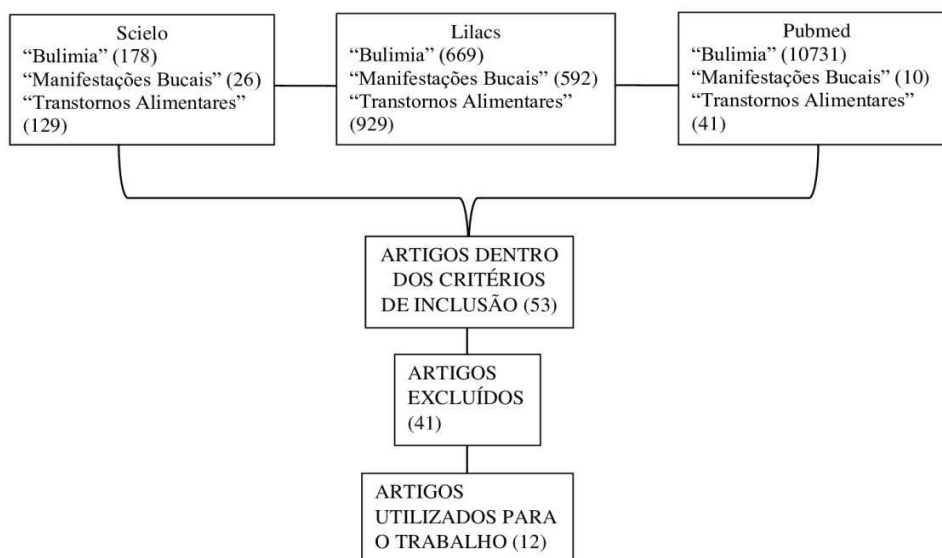 Scielo
“Bulimia” (178)
“Manifestações Bucais” (26)
“Transtornos Alimentares”
(129)
Lilacs
“Bulimia” (669)
“Manifestações Bucais” (592)
“Transtornos Alimentares”
(929)
Pubmed
“Bulimia” (10731)
“Manifestações Bucais” (10)
“Transtornos Alimentares”
(41)
ARTIGOS DENTRO
DOS CRITÉRIOS
DE INCLUSÃO (53)
ARTIGOS
EXCLUÍDOS
(41)
ARTIGOS
UTILIZADOS PARA
O TRABALHO (12)